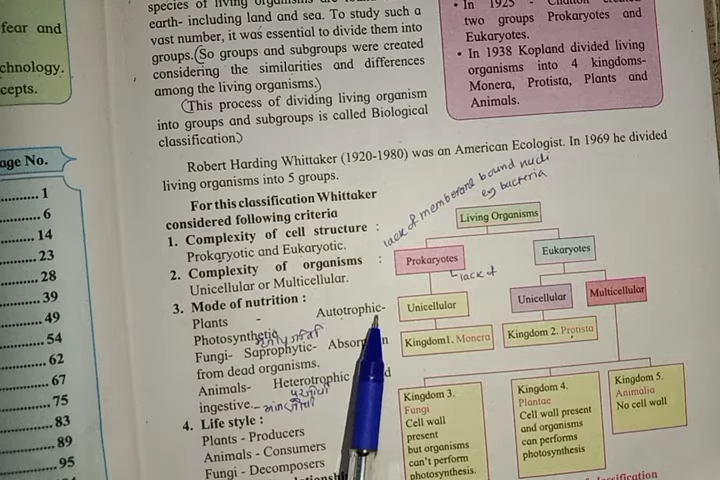 species of living organisms are found on
earth- including land and sea. To study such a
vast number, it was essential to divide them into
groups.(So groups and subgroups were created
considering the similarities and differences
among the living organisms.)
(This process of dividing living organism
into groups and subgroups is called Biological
classification.)
• In 1925 - Chatton created
two groups Prokaryotes and
Eukaryotes.
• In 1938 Kopland divided living
organisms into 4 kingdoms-
Monera, Protista, Plants and
Animals.
fear and
chnology.
cepts.
age No.
1
6
14
23
28
39
49
54
62
67
75
83
89
95
Robert Harding Whittaker (1920-1980) was an American Ecologist. In 1969 he divided
living organisms into 5 groups.
For this classification Whittaker
considered following criteria
1. Complexity of cell structure :
Prokaryotic and Eukaryotic.
2. Complexity of organisms :
Unicellular or Multicellular.
3. Mode of nutrition :
Plants - Autotrophic-
Photosynthetic
Fungi- Saprophytic- Absor
from dead organisms.
Animals- Heterotrophic
ingestive.
4. Life style :
Plants - Producers
Animals - Consumers
Fungi - Decomposers
lack of membrane bound nucli
eg bacteria
Living Organisms
Prokaryotes
lack of
Eukaryotes
Unicellular
Unicellular
Multicellular
Kingdom1. Monera
Kingdom 2. Protista
Kingdom 3.
Fungi
Cell wall
present
but organisms
can't perform
photosynthesis.
Kingdom 4.
Plantae
Cell wall present
and organisms
can performs
photosynthesis
Kingdom 5.
Animalia
No cell wall